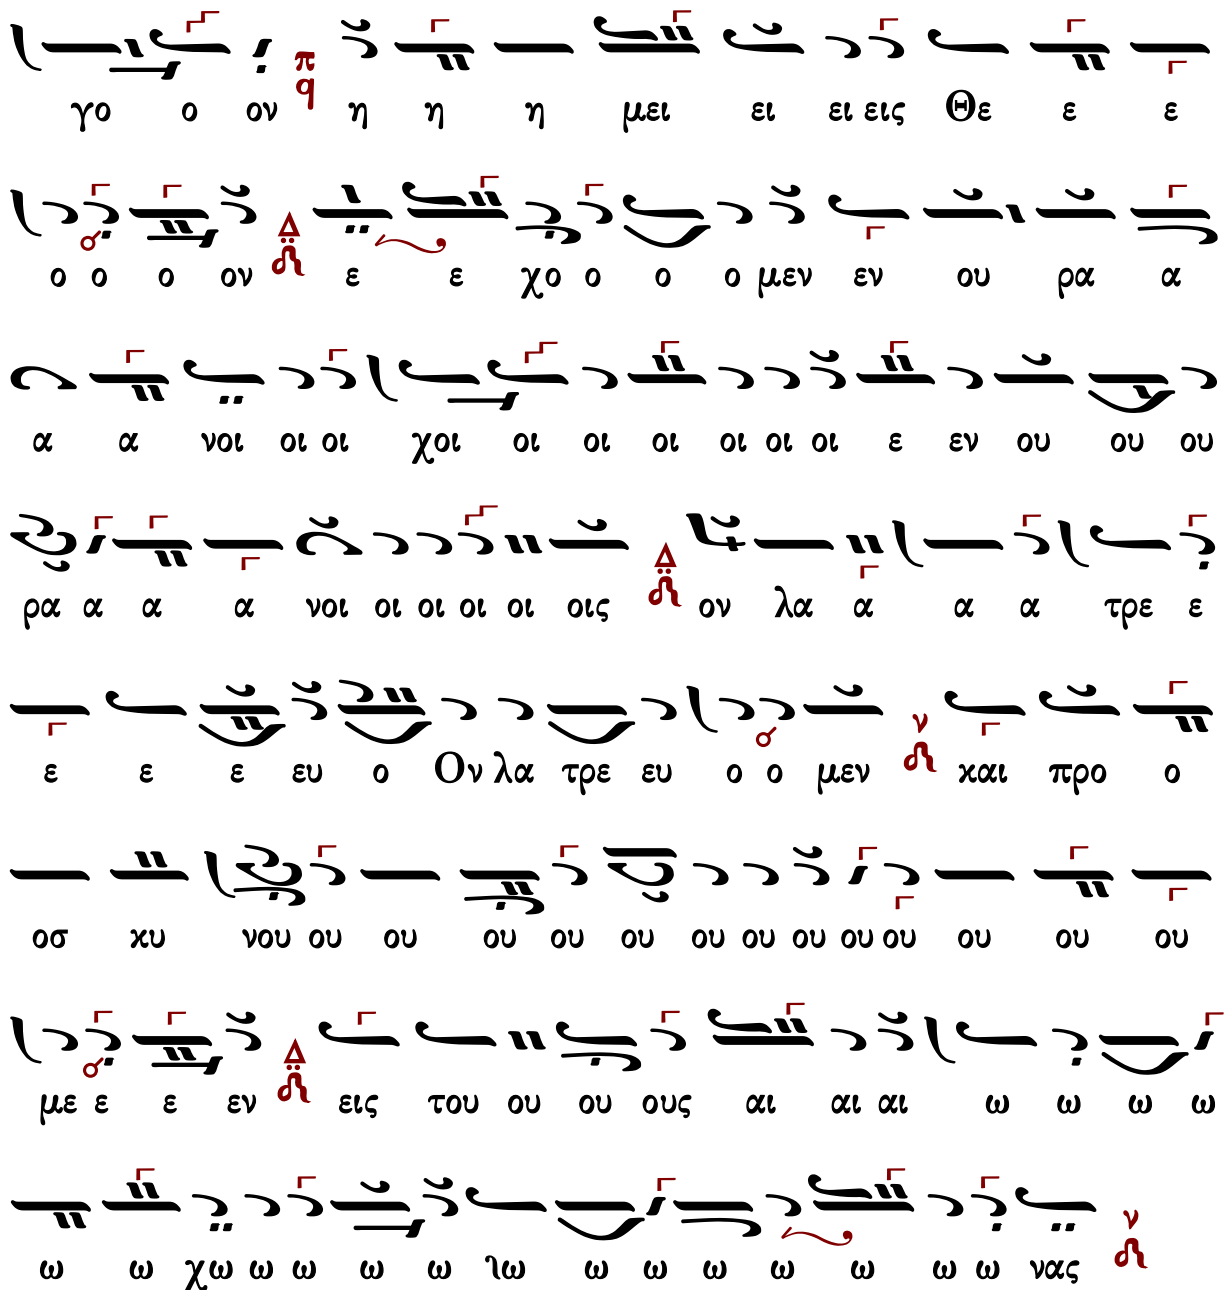 γο ο ον π q η η η μει ει ει εις Θε ε ε
ο ο ο ον Δ ε ε χο ο ο ο μεν εν ου ρα α
α α νοι οι οι χοι οι οι οι οι οι οι ε εν ου ου ου
ρα α α α νοι οι οι οι οι οις Δ ον λα α α α τρε ε
ε ε ε ευ ο Ον λα τρε ευ ο ο μεν ν και προ ο
οσ κυ νου ου ου ου ου ου ου ου ου ου ου ου ου ου
με ε ε εν Δ εις του ου ου ους αι αι αι ω ω ω ω
ω ω χω ω ω ω ω ιω ω ω ω ω ω ω ω νας ν